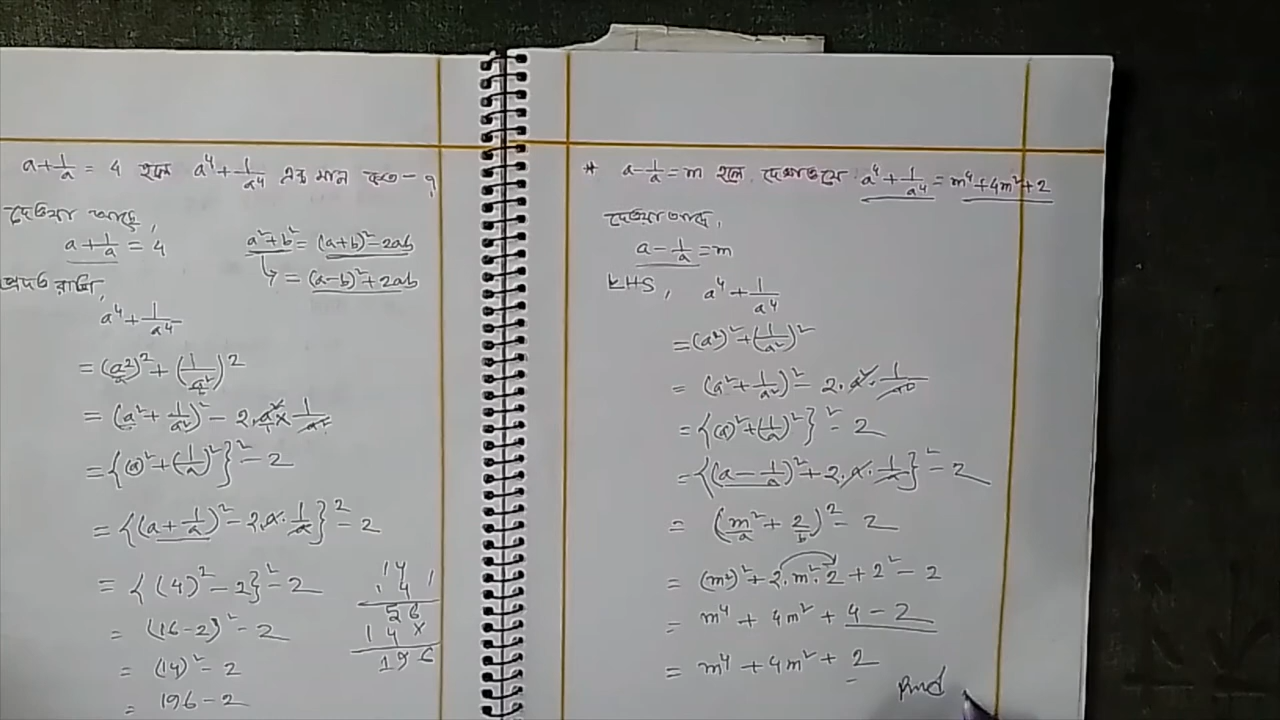 a + 1/a = 4 হলে a⁴ + 1/a⁴ এর মান কত - ?
দেওয়া আছে,
a + 1/a = 4
a² + b² = (a+b)² - 2ab
↳ = (a-b)² + 2ab
প্রদত্ত রাশি,
a⁴ + 1/a⁴
= (a²)² + (1/a²)²
= (a² + 1/a²)² - 2.a² × 1/a²
= {(a)² + (1/a)²}² - 2
= {(a + 1/a)² - 2.a.1/a}² - 2
= {(4)² - 2}² - 2
= (16 - 2)² - 2
= (14)² - 2
= 196 - 2
14
14
56
14×
196
* a - 1/a = m হলে, দেখাও যে: a⁴ + 1/a⁴ = m⁴ + 4m² + 2
দেওয়া আছে,
a - 1/a = m
LHS, a⁴ + 1/a⁴
= (a²)² + (1/a²)²
= (a² + 1/a²)² - 2.a².1/a²
= {(a)² + (1/a)²}² - 2
= {(a - 1/a)² + 2.a.1/a}² - 2
= (m² + 2)² - 2
a b
= (m²)² + 2.m².2 + 2² - 2
= m⁴ + 4m² + 4 - 2
= m⁴ + 4m² + 2